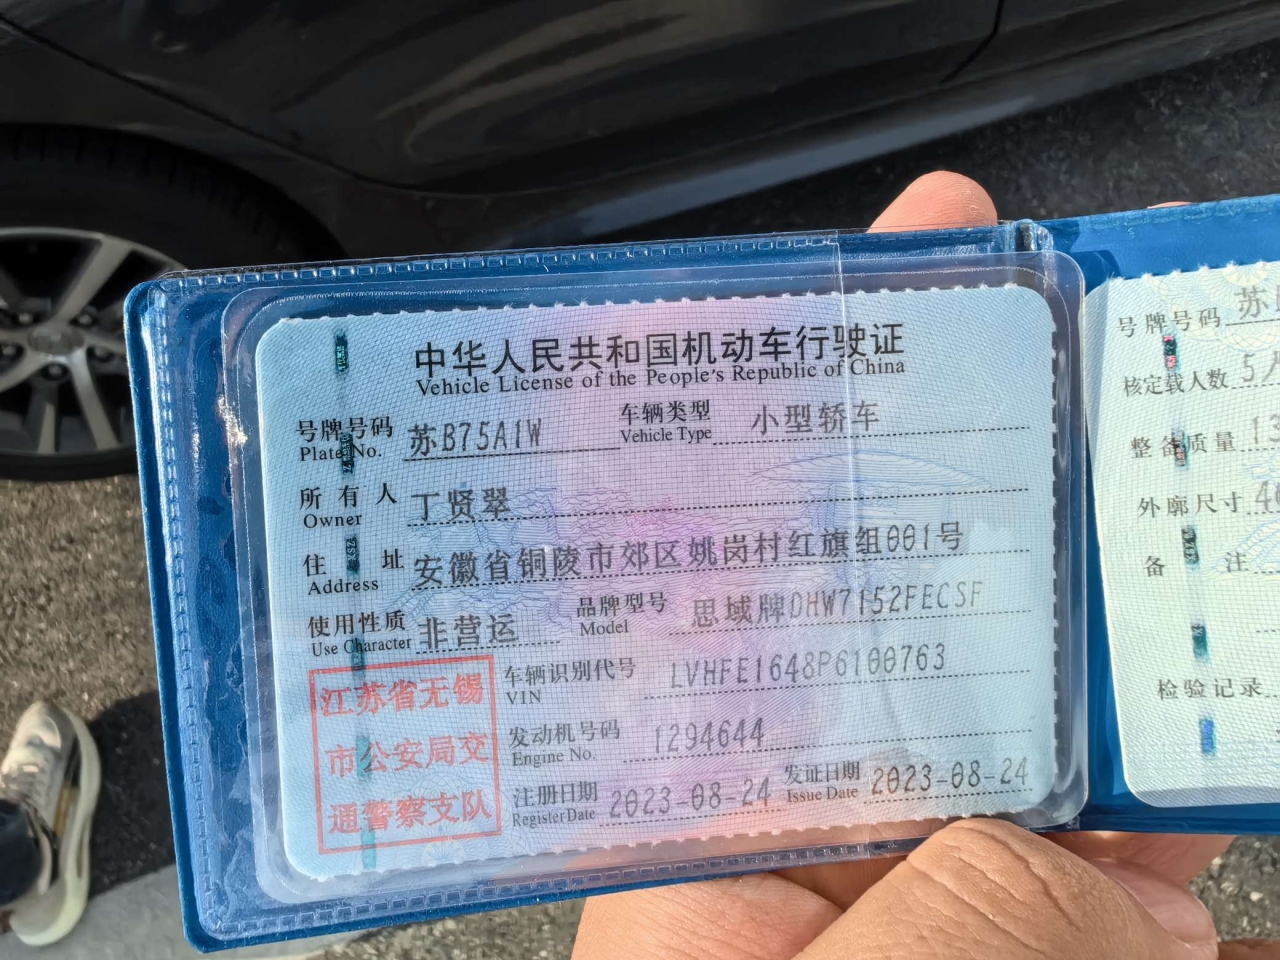 中华人民共和国机动车行驶证
Vehicle License of the People's Republic of China
号牌号码 苏B75A1W 车辆类型 小型轿车
Plate No. Vehicle Type
所有人 丁贤翠
Owner
住址 安徽省铜陵市郊区姚岗村红旗组001号
Address
使用性质 非营运 品牌型号 思域牌DHW7152FECSF
Use Character Model
江苏省无锡
市公安局交
通警察支队
车辆识别代号 LVHFE1648P6100763
VIN
发动机号码 1294644
Engine No.
注册日期 2023-08-24 发证日期 2023-08-24
Register Date Issue Date
号牌号码 苏
核定载人数 5人
整备质量 13
外廓尺寸 4
备注
检验记录